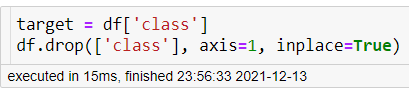 target = df['class']
df.drop(['class'], axis=1, inplace=True)
executed in 15ms, finished 23:56:33 2021-12-13